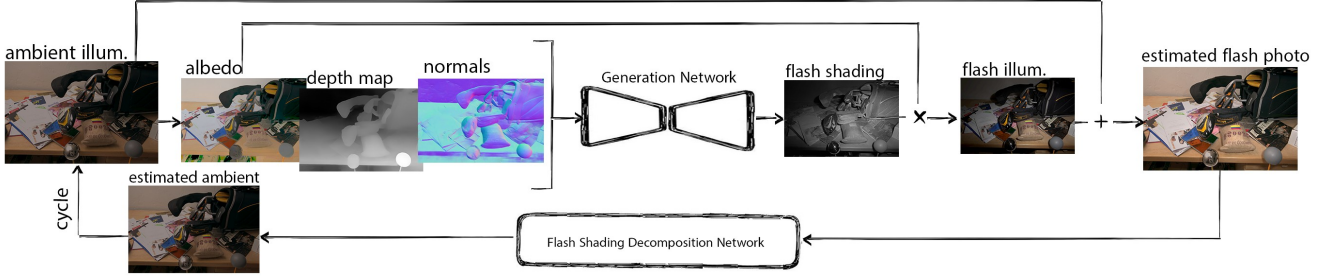 ambient illum.
albedo
depth map
normals
Generation Network
flash shading
×
flash illum.
+
estimated flash photo
estimated ambient
cycle
Flash Shading Decomposition Network